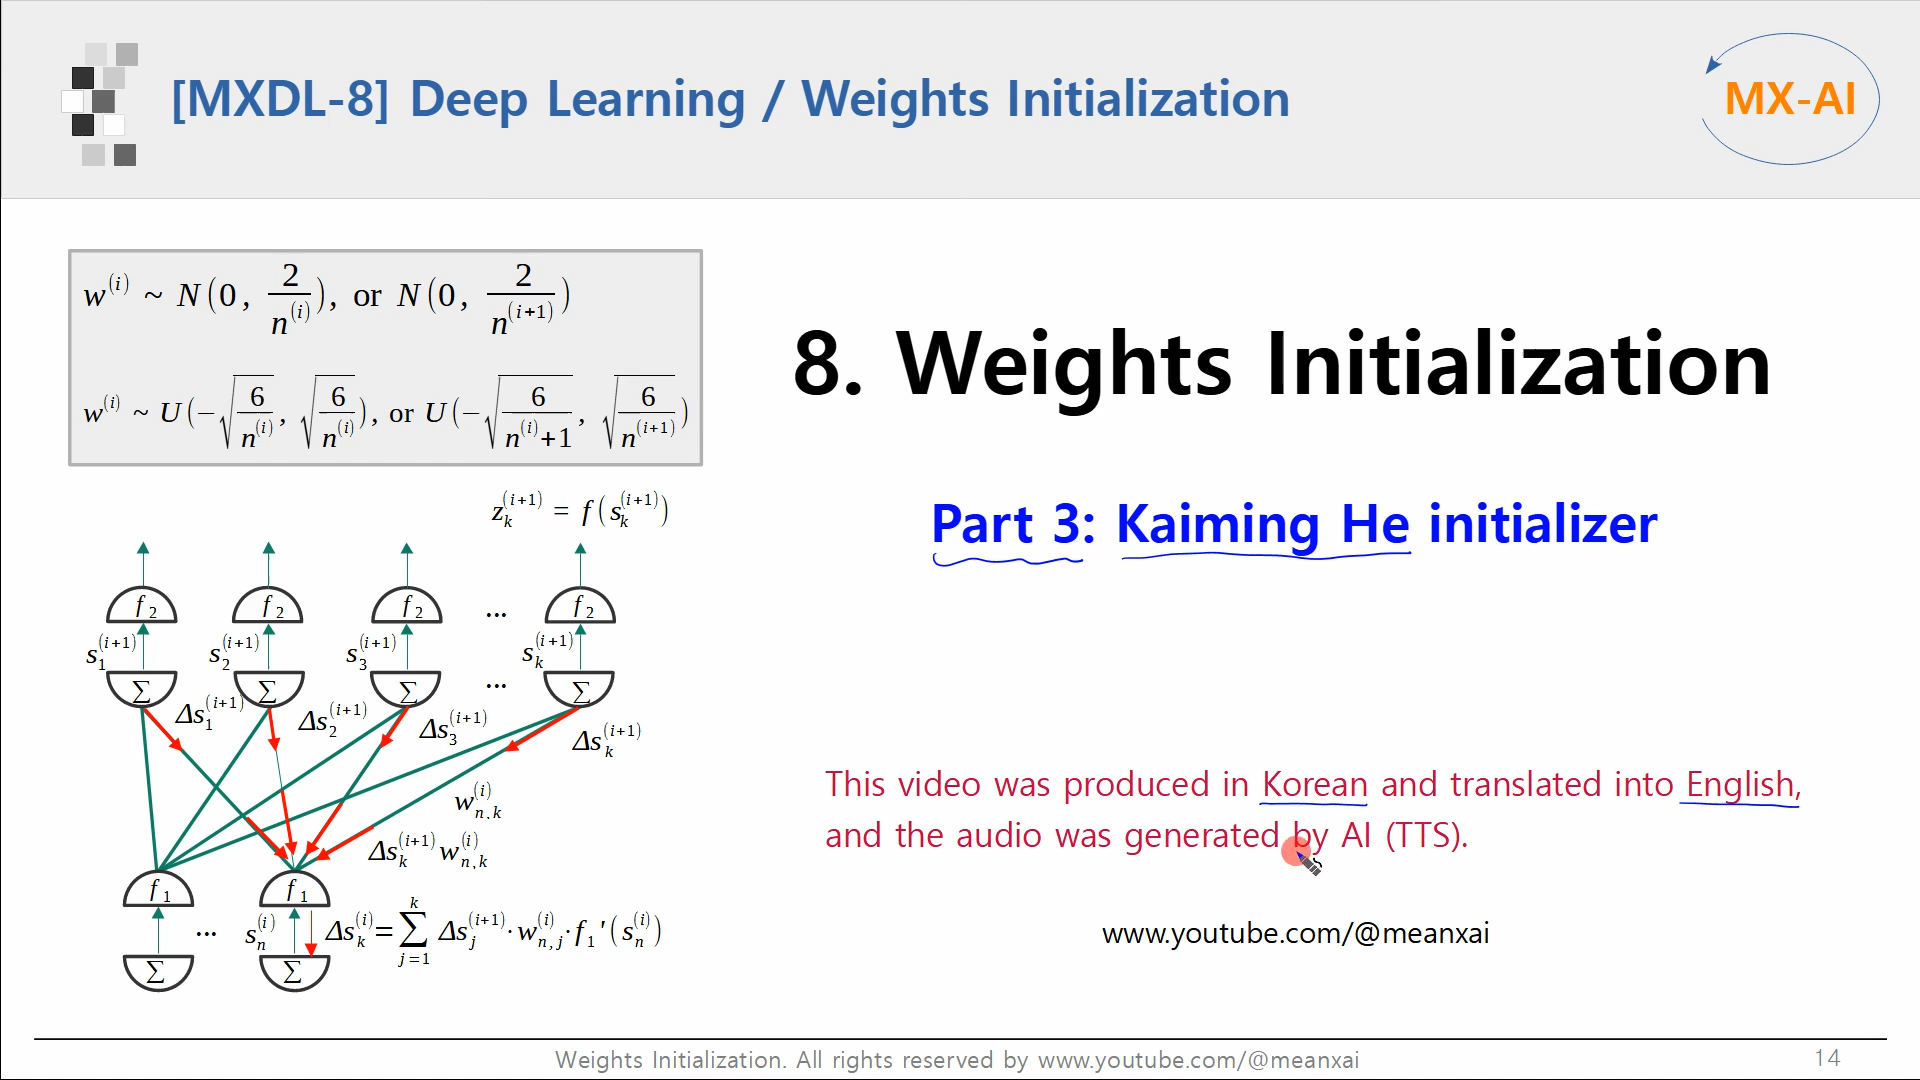 [MXDL-8] Deep Learning / Weights Initialization
MX-AI
w^(i) ~ N(0, 2/n^(i)), or N(0, 2/n^(i+1))
w^(i) ~ U(−√(6/n^(i)), √(6/n^(i))), or U(−√(6/(n^(i)+1)), √(6/n^(i+1)))
8. Weights Initialization
Part 3: Kaiming He initializer
z_k^(i+1) = f(s_k^(i+1))
f_2 f_2 f_2 ... f_2
s_1^(i+1) s_2^(i+1) s_3^(i+1) s_k^(i+1)
Σ Σ Σ ... Σ
Δs_1^(i+1) Δs_2^(i+1) Δs_3^(i+1) Δs_k^(i+1)
w_{n,k}^(i)
Δs_k^(i+1) w_{n,k}^(i)
f_1 f_1
... s_n^(i) Δs_k^(i) = Σ_{j=1}^{k} Δs_j^(i+1) · w_{n,j}^(i) · f_1′(s_n^(i))
Σ Σ
This video was produced in Korean and translated into English,
and the audio was generated by AI (TTS).
www.youtube.com/@meanxai
Weights Initialization. All rights reserved by www.youtube.com/@meanxai
14